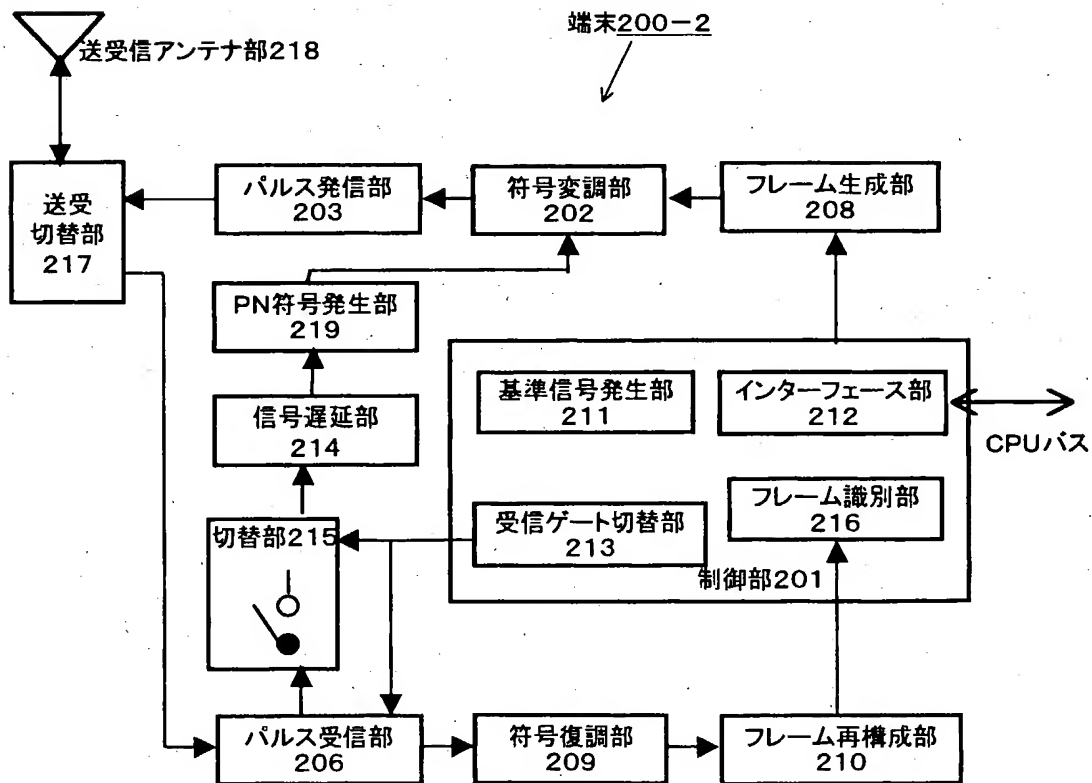 端末200-2
送受信アンテナ部218
送受
切替部
217
パルス発信部
203
符号変調部
202
フレーム生成部
208
PN符号発生部
219
信号遅延部
214
切替部215
基準信号発生部
211
インターフェース部
212
CPUバス
受信ゲート切替部
213
フレーム識別部
216
制御部201
パルス受信部
206
符号復調部
209
フレーム再構成部
210